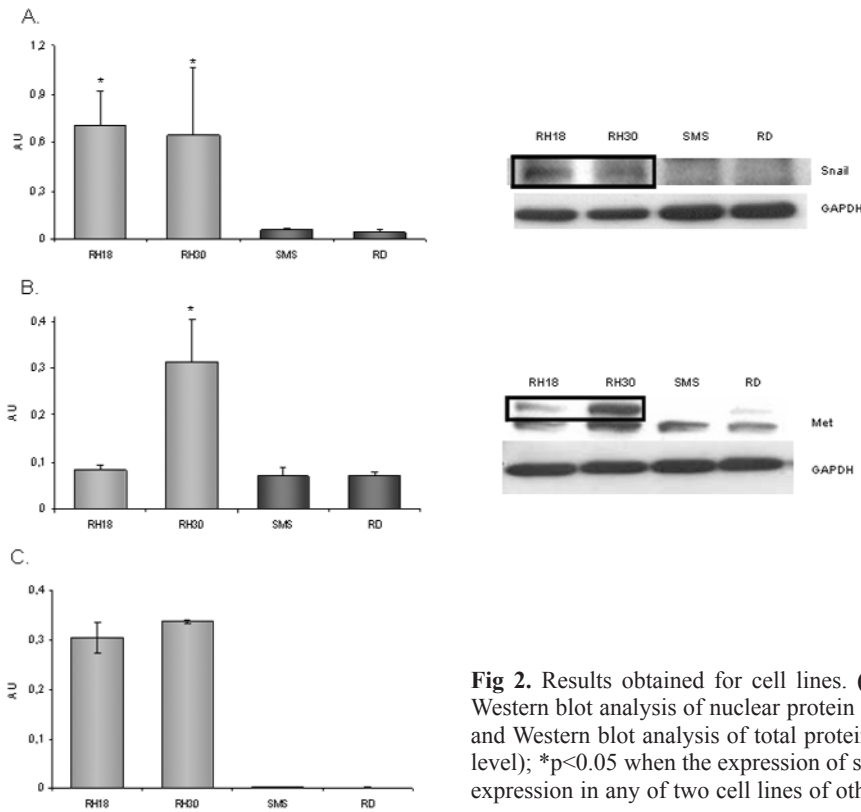 A.
1,2
0,9
0,6
0,3
0
AU
* *
RH18 RH30 SMS RD
RH18 RH30 SMS RD
Snail
GAPDH
B.
0,4
0,3
0,2
0,1
0
AU
*
RH18 RH30 SMS RD
RH18 RH30 SMS RD
Met
GAPDH
C.
0,4
0,3
0,2
0,1
0
AU
RH18 RH30 SMS RD
Fig 2. Results obtained for cell lines. (
Western blot analysis of nuclear protein
and Western blot analysis of total protein
level); *p<0.05 when the expression of s
expression in any of two cell lines of oth